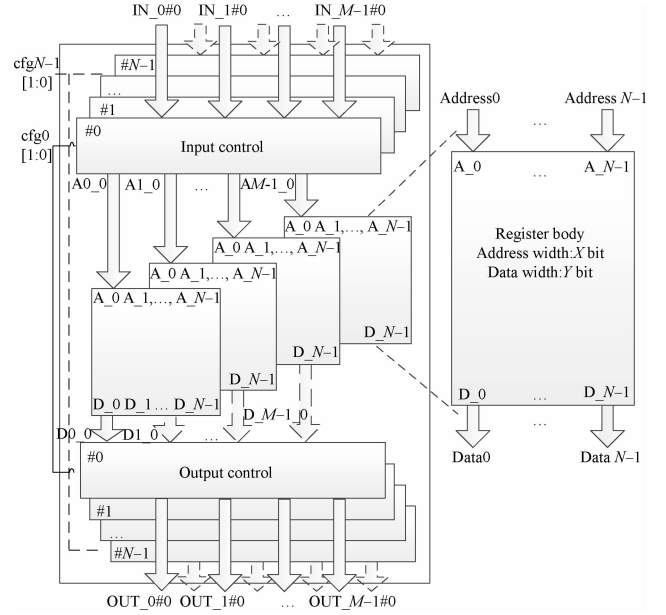 IN_0#0 IN_1#0 … IN_M–1#0
cfgN–1
[1:0]
#N–1
…
#1
#0
cfg0
[1:0]
Input control
A0_0 A1_0 … AM-1_0
A_0 A_1,…, A_N–1
A_0 A_1,…, A_N–1
A_0 A_1,…, A_N–1
A_0 A_1,…, A_N–1
D_N–1
D_N–1
D_N–1
D_0 D_1 … D_N–1
D_M–1_0
D0_0 D1_0 …
#0
Output control
#1
…
#N–1
OUT_0#0 OUT_1#0 … OUT_M–1#0
Address0 … Address N–1
A_0 … A_N–1
Register body
Address width:X bit
Data width:Y bit
D_0 … D_N–1
…
Data0 Data N–1